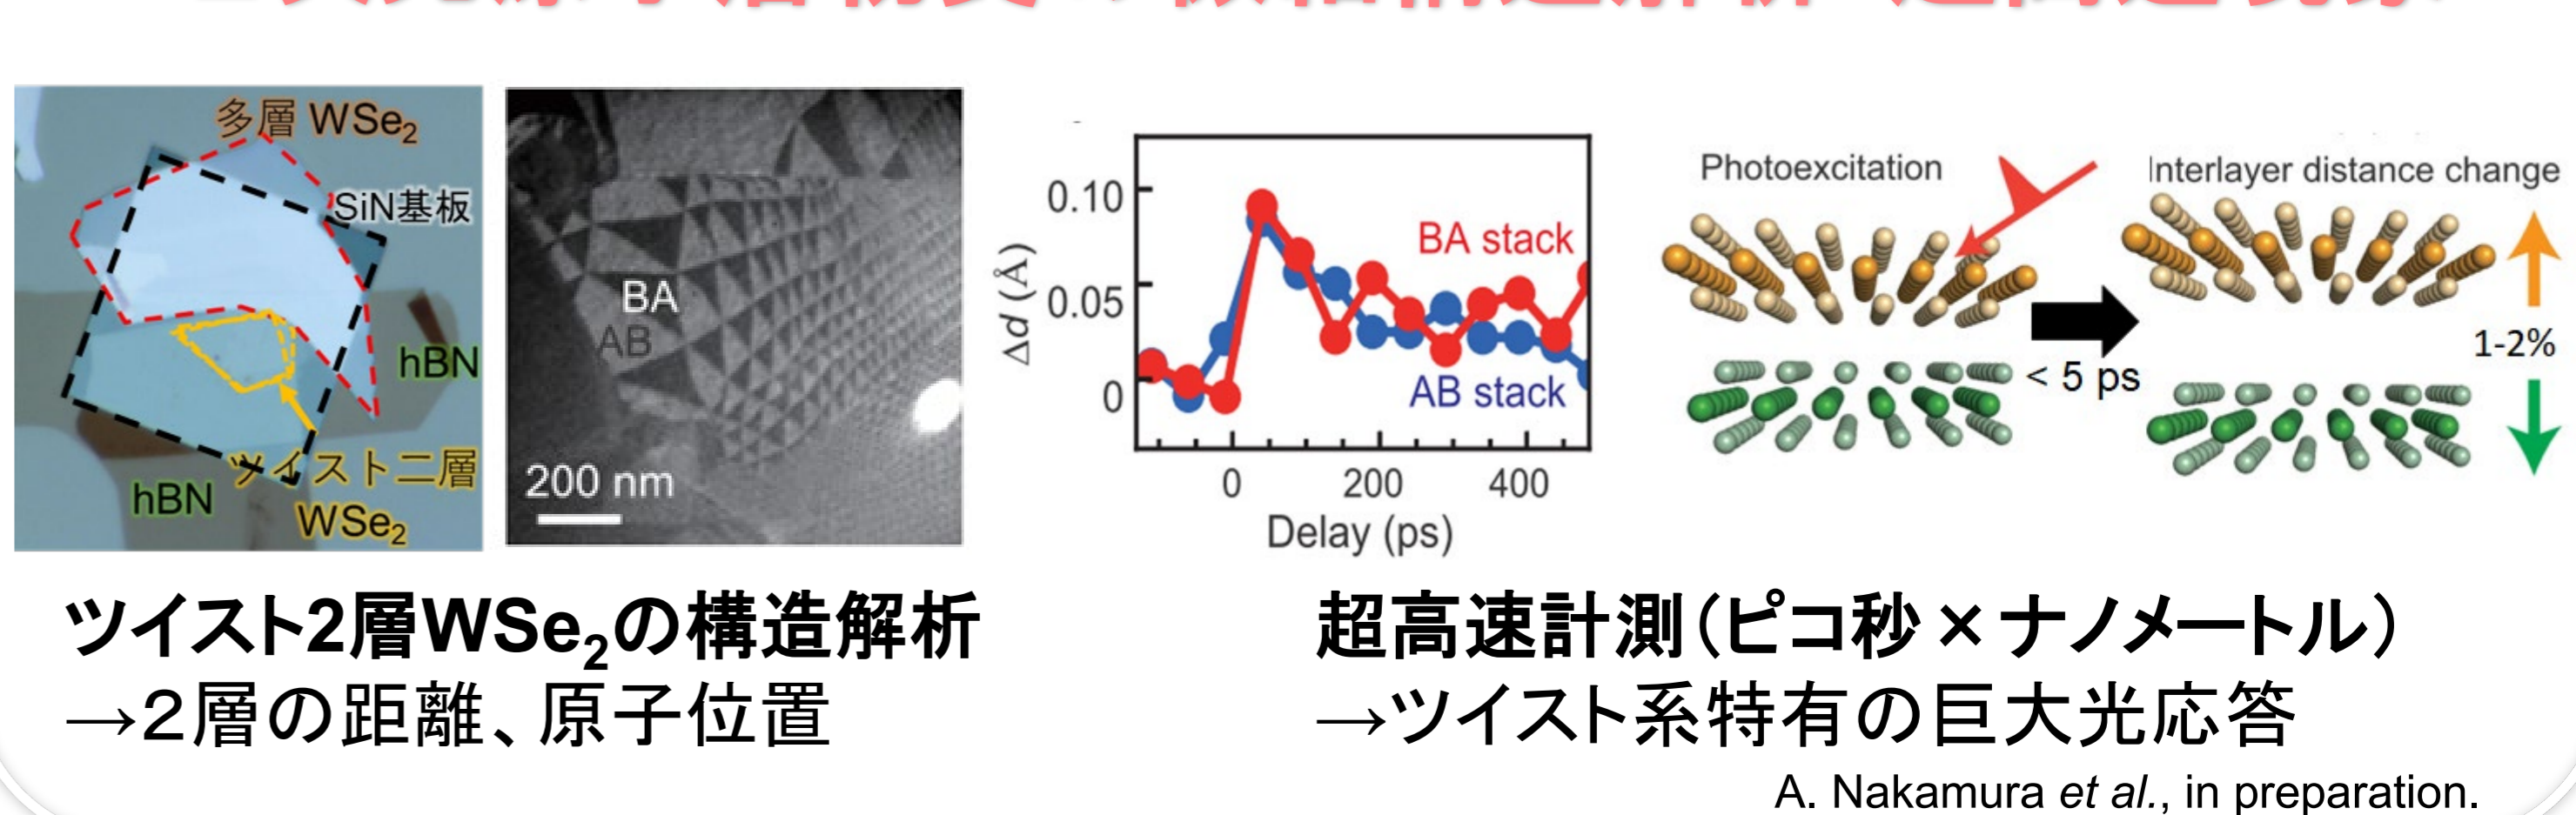 多層 WSe₂
SiN基板
hBN
ツイスト二層
WSe₂
hBN
BA
AB
200 nm
Δd (Å)
0.10
0.05
0
BA stack
AB stack
0 200 400
Delay (ps)
Photoexcitation
< 5 ps
Interlayer distance change
1-2%
ツイスト2層WSe₂の構造解析
→２層の距離、原子位置
超高速計測（ピコ秒×ナノメートル）
→ツイスト系特有の巨大光応答
A. Nakamura et al., in preparation.